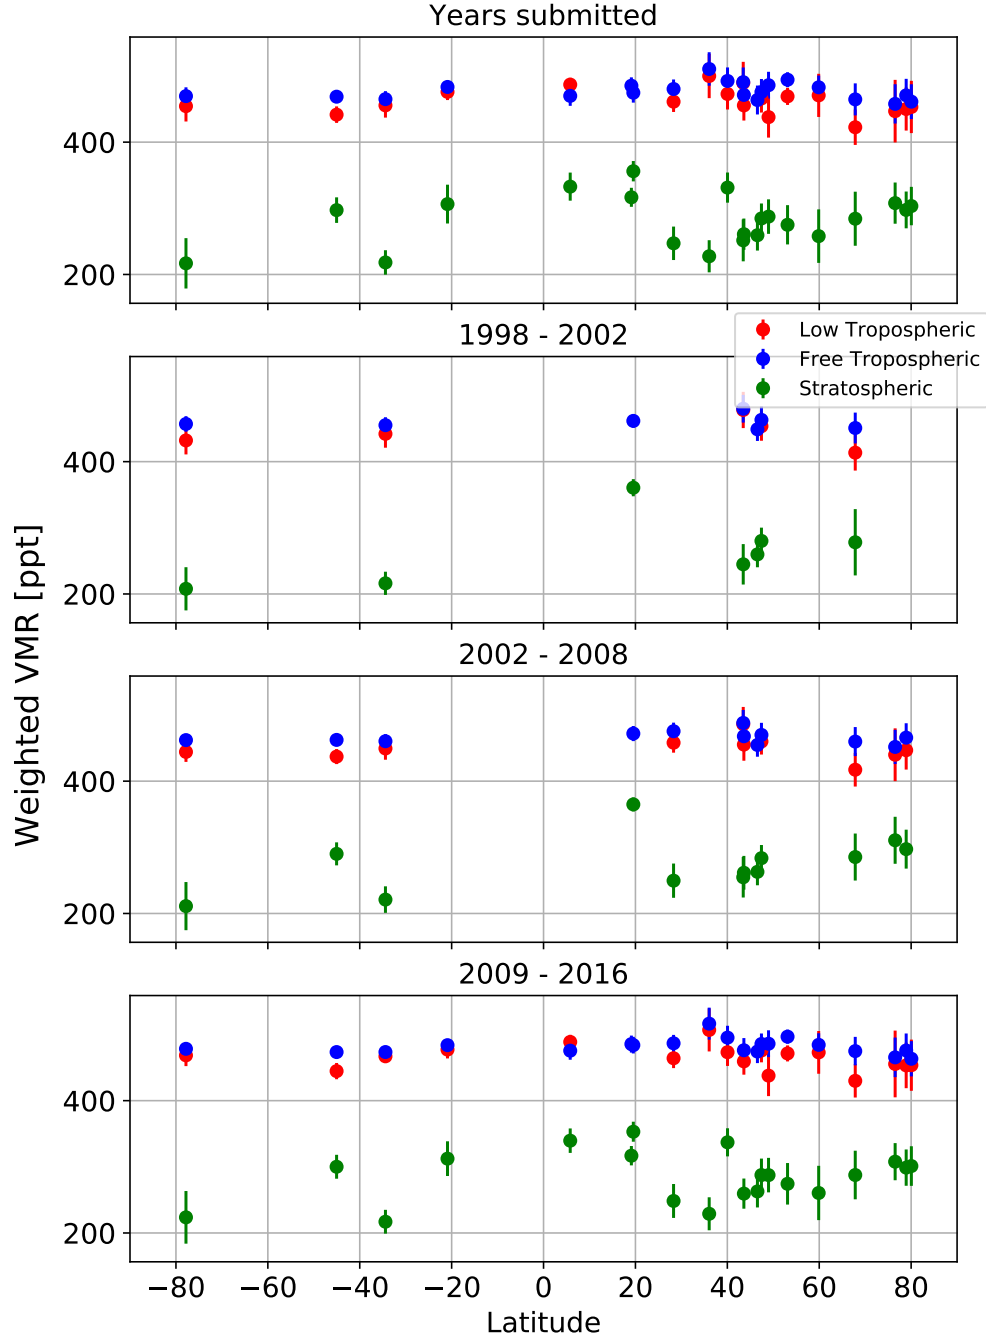 Years submitted
400
200
1998 - 2002
Low Tropospheric
Free Tropospheric
Stratospheric
400
200
2002 - 2008
Weighted VMR [ppt]
400
200
2009 - 2016
400
200
−80 −60 −40 −20 0 20 40 60 80
Latitude